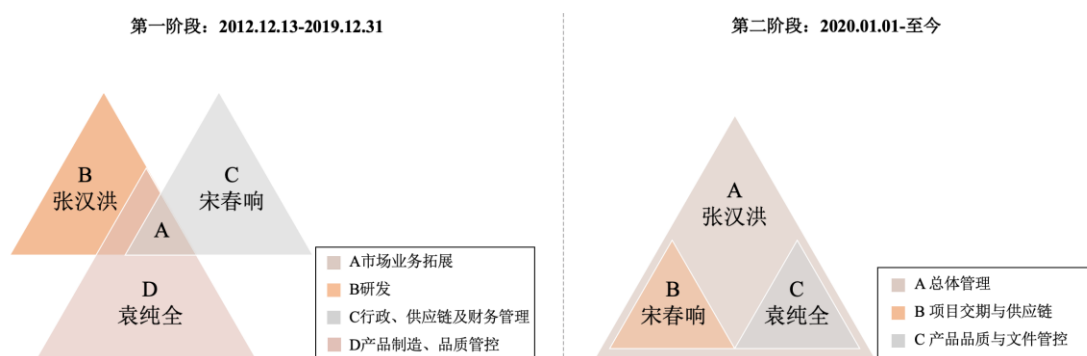 第一阶段：2012.12.13-2019.12.31
B
张汉洪
C
宋春响
A
D
袁纯全
A市场业务拓展
B研发
C行政、供应链及财务管理
D产品制造、品质管控
第二阶段：2020.01.01-至今
A
张汉洪
B
宋春响
C
袁纯全
A 总体管理
B 项目交期与供应链
C 产品品质与文件管控